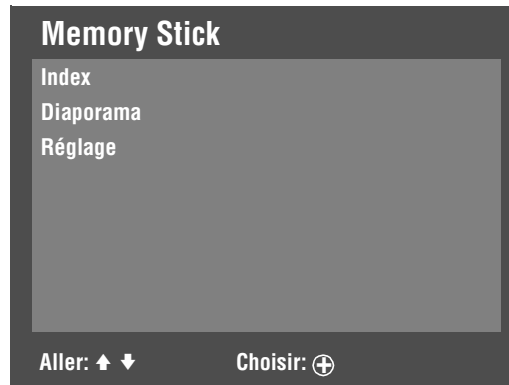 Memory Stick
Index
Diaporama
Réglage
Aller: Choisir: